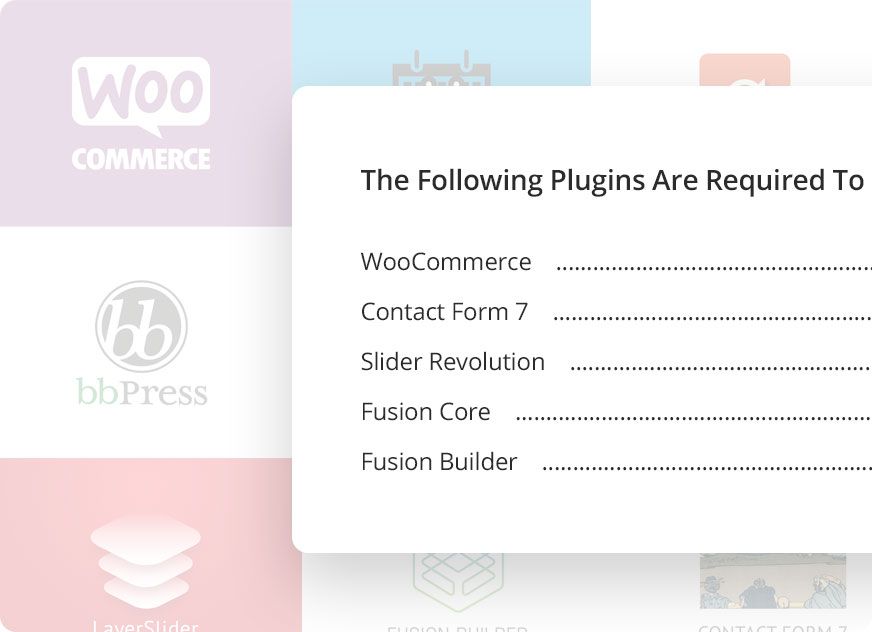 Woo
COMMERCE
The Following Plugins Are Required To
WooCommerce ........................................................
Contact Form 7 ........................................................
bb
bbPress
Slider Revolution ......................................................
Fusion Core ..............................................................
Fusion Builder ..........................................................
LayerSlider
FUSION BUILDER
CONTACT FORM 7